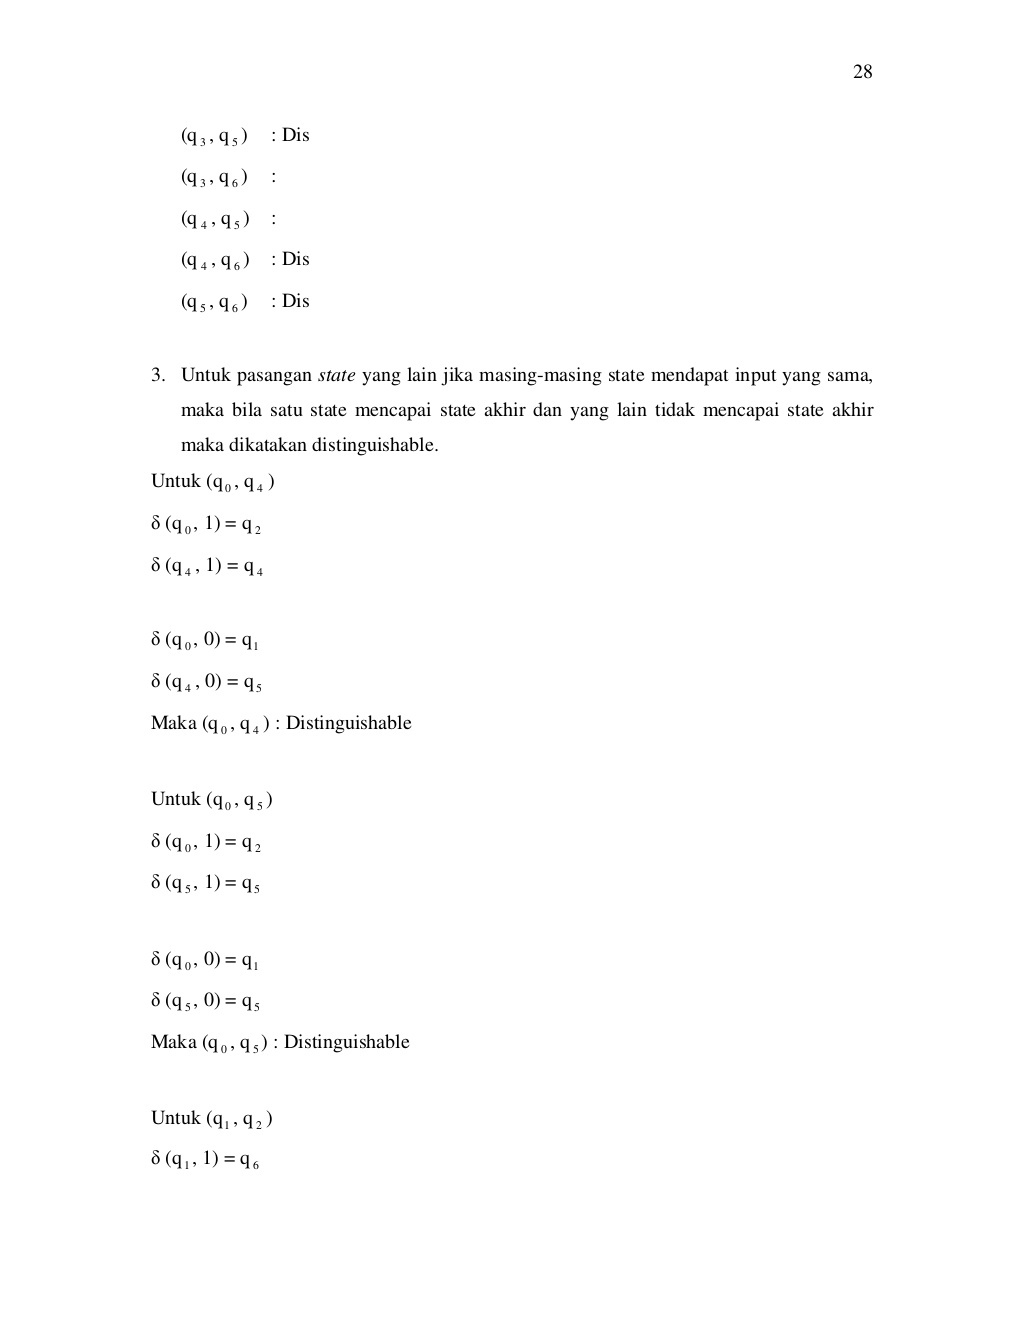 28
(q3, q5) : Dis
(q3, q6) :
(q4, q5) :
(q4, q6) : Dis
(q5, q6) : Dis
3. Untuk pasangan state yang lain jika masing-masing state mendapat input yang sama,
maka bila satu state mencapai state akhir dan yang lain tidak mencapai state akhir
maka dikatakan distinguishable.
Untuk (q0, q4)
δ (q0, 1) = q2
δ (q4, 1) = q4
δ (q0, 0) = q1
δ (q4, 0) = q5
Maka (q0, q4) : Distinguishable
Untuk (q0, q5)
δ (q0, 1) = q2
δ (q5, 1) = q5
δ (q0, 0) = q1
δ (q5, 0) = q5
Maka (q0, q5) : Distinguishable
Untuk (q1, q2)
δ (q1, 1) = q6